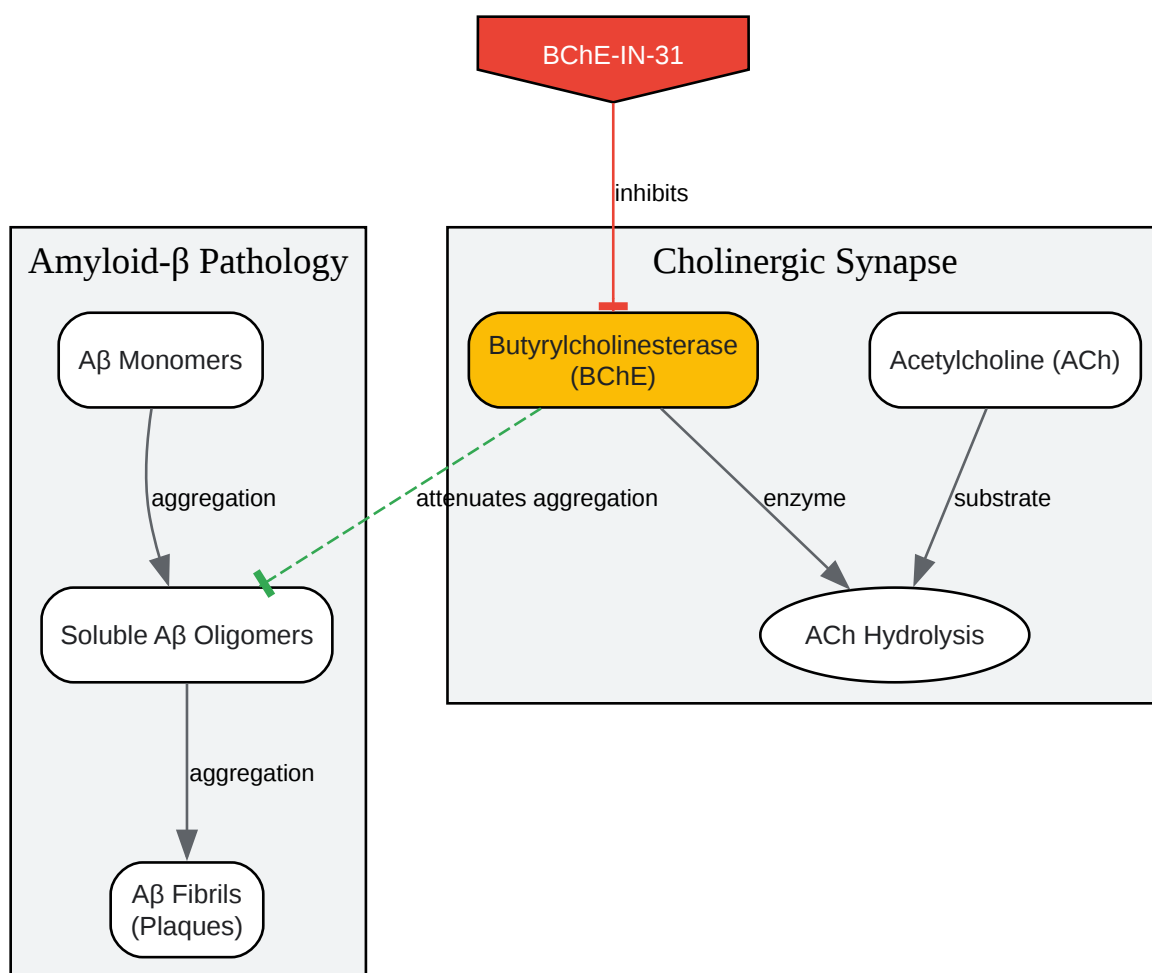 BChE-IN-31
inhibits
Amyloid-β Pathology
Cholinergic Synapse
Aβ Monomers
Butyrylcholinesterase
(BChE)
Acetylcholine (ACh)
aggregation
attenuates aggregation
enzyme
substrate
Soluble Aβ Oligomers
ACh Hydrolysis
aggregation
Aβ Fibrils
(Plaques)